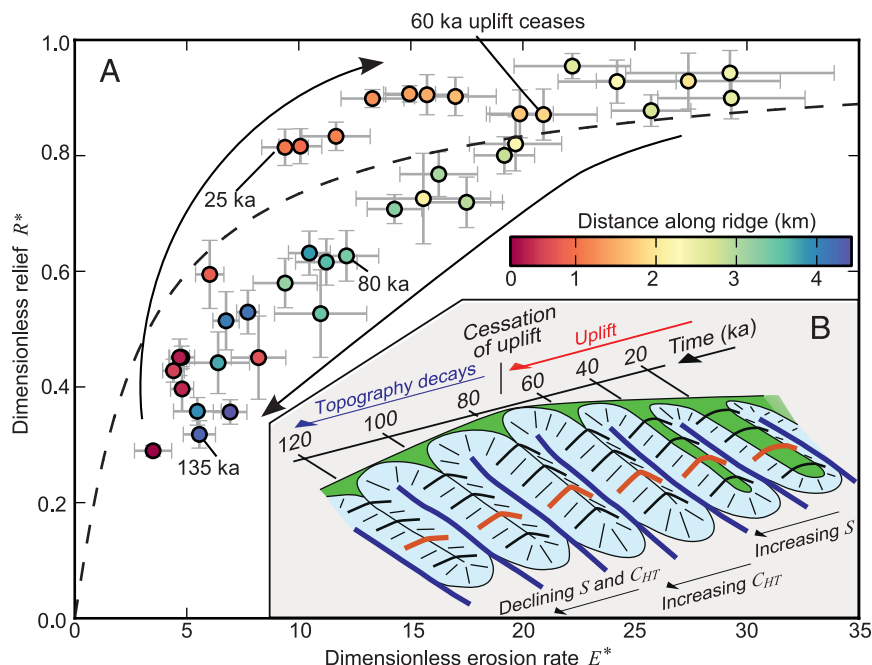 60 ka uplift ceases
1.0
A
0.8
25 ka
Distance along ridge (km)
0 1 2 3 4
Dimensionless relief R*
0.6
80 ka
B
Cessation
of uplift
Uplift
Time (ka)
0.4
Topography decays
120 100 80 60 40 20
135 ka
0.2
Increasing S
Increasing C_HT
Declining S and C_HT
0.0
0 5 10 15 20 25 30 35
Dimensionless erosion rate E*